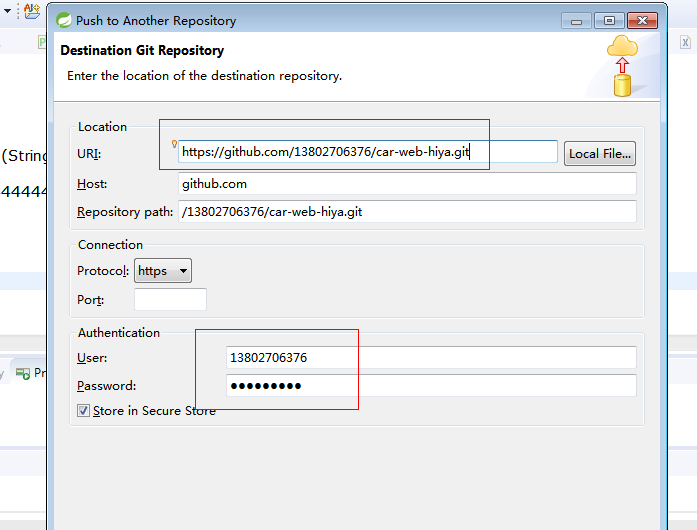 Push to Another Repository
Destination Git Repository
Enter the location of the destination repository.
Location
URI:
https://github.com/13802706376/car-web-hiya.git
Local File...
Host:
github.com
Repository path:
/13802706376/car-web-hiya.git
Connection
Protocol:
https
Port:
Authentication
User:
13802706376
Password:
●●●●●●●●●
Store in Secure Store
(String
44444
Pr